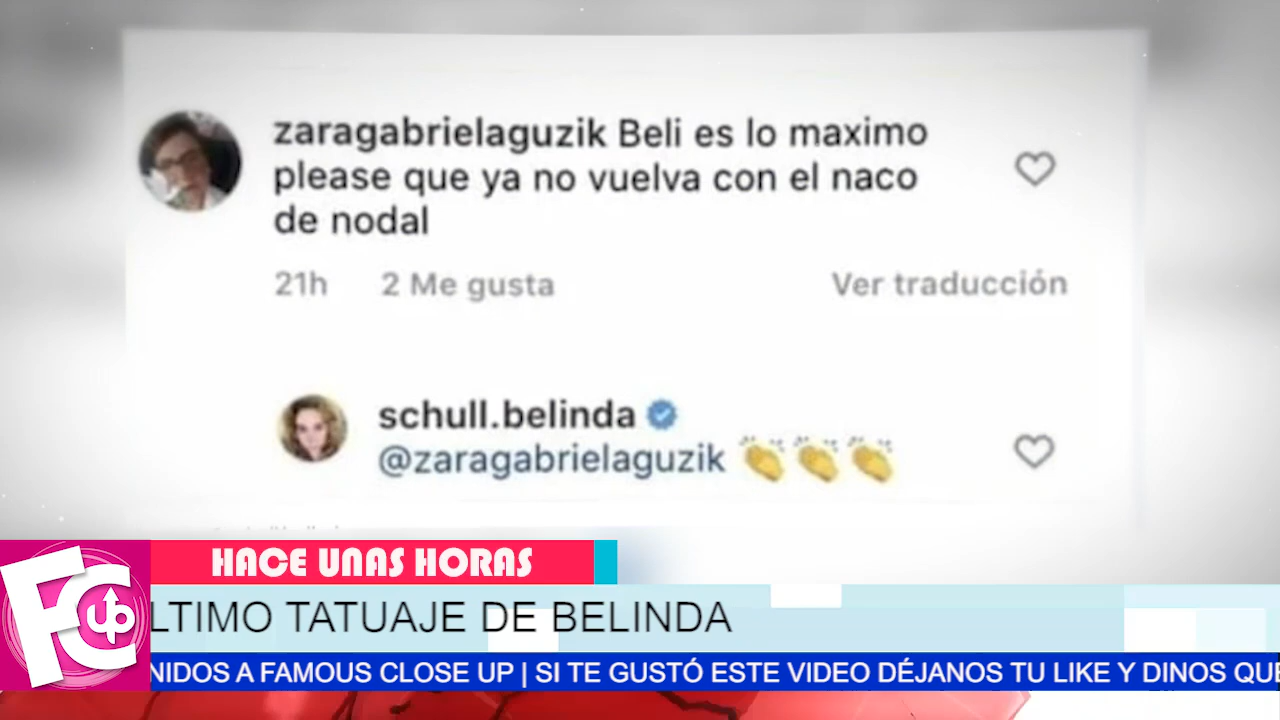 zaragabrielaguzik Beli es lo maximo
please que ya no vuelva con el naco
de nodal
21h 2 Me gusta Ver traducción
schull.belinda
@zaragabrielaguzik 👏👏👏
HACE UNAS HORAS
FC up
LTIMO TATUAJE DE BELINDA
NIDOS A FAMOUS CLOSE UP | SI TE GUSTÓ ESTE VIDEO DÉJANOS TU LIKE Y DINOS QUE